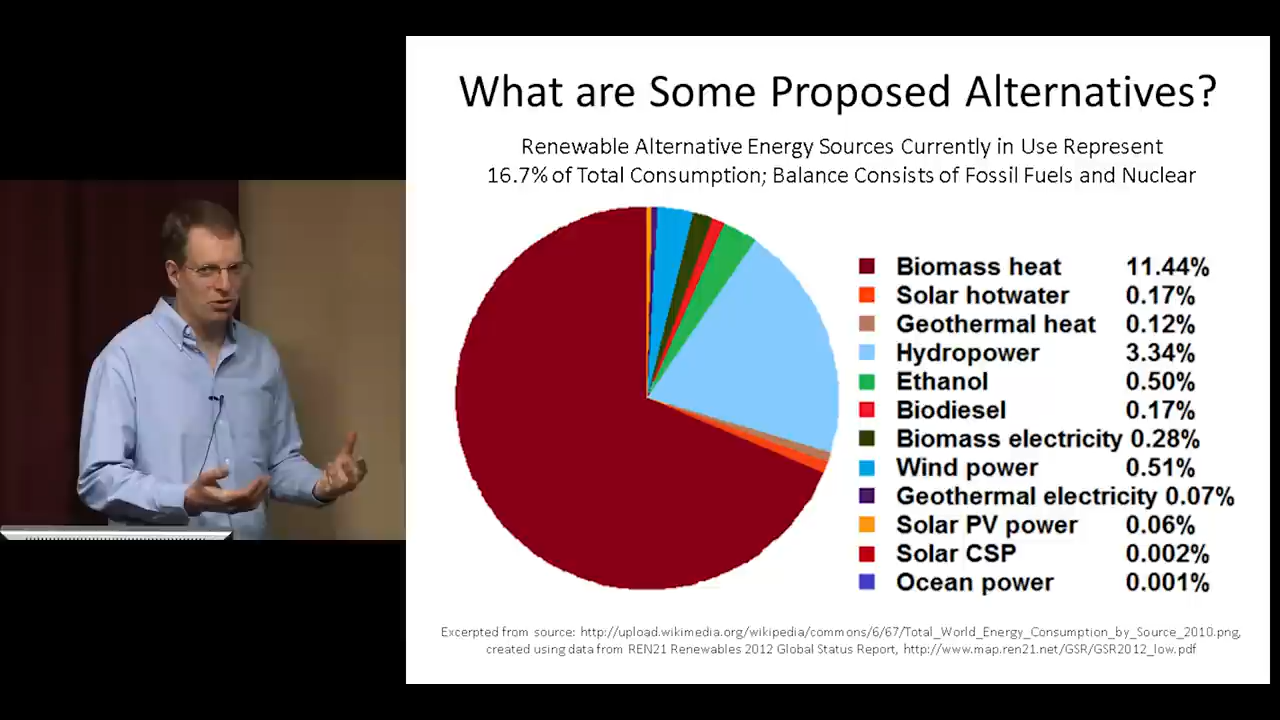 What are Some Proposed Alternatives?
Renewable Alternative Energy Sources Currently in Use Represent
16.7% of Total Consumption; Balance Consists of Fossil Fuels and Nuclear
Biomass heat 11.44%
Solar hotwater 0.17%
Geothermal heat 0.12%
Hydropower 3.34%
Ethanol 0.50%
Biodiesel 0.17%
Biomass electricity 0.28%
Wind power 0.51%
Geothermal electricity 0.07%
Solar PV power 0.06%
Solar CSP 0.002%
Ocean power 0.001%
Excerpted from source: http://upload.wikimedia.org/wikipedia/commons/6/67/Total_World_Energy_Consumption_by_Source_2010.png,
created using data from REN21 Renewables 2012 Global Status Report, http://www.map.ren21.net/GSR/GSR2012_low.pdf